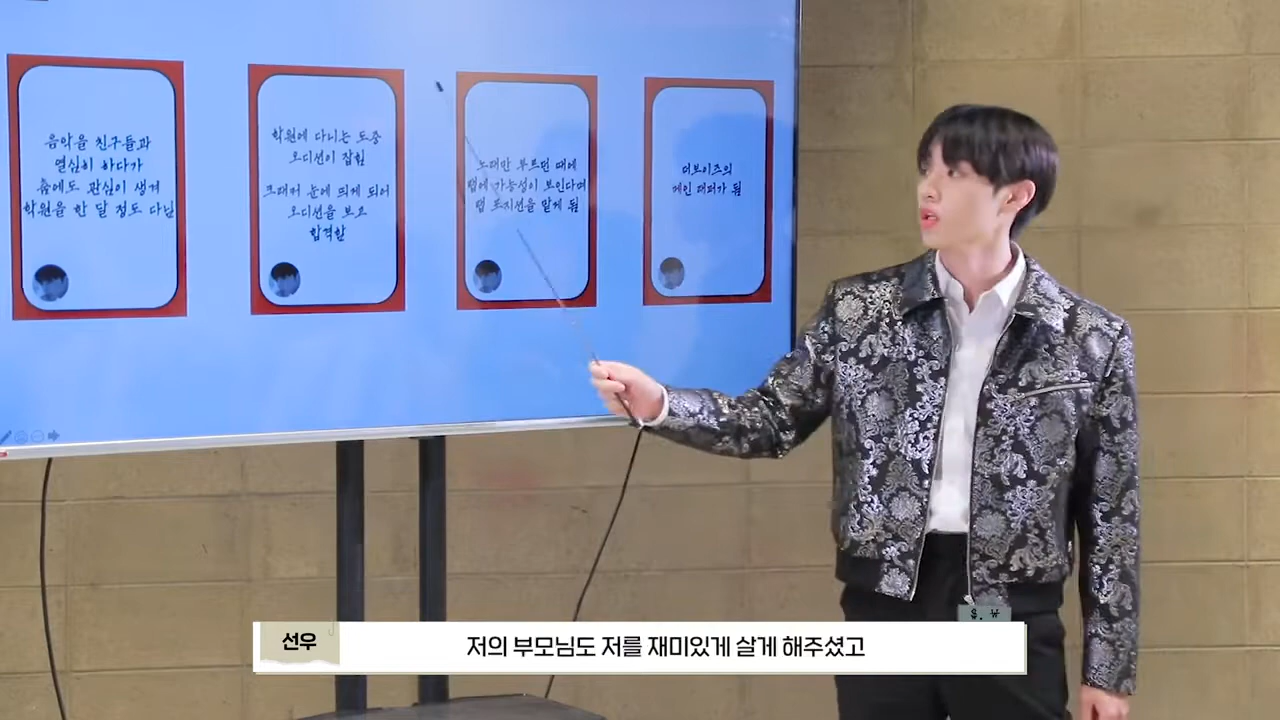 음악을 친구들과
열심히 하다가
춤에도 관심이 생겨
학원을 한 달 정도 다님
학원에 다니는 도중
오디션이 잡힘
크래커 눈에 띄게 되어
오디션을 보고
합격함
노래만 부르던 때에
랩에 가능성이 보인다며
랩 포지션을 맡게 됨
더보이즈의
메인 래퍼가 됨
S. W
선우
저의 부모님도 저를 재미있게 살게 해주셨고